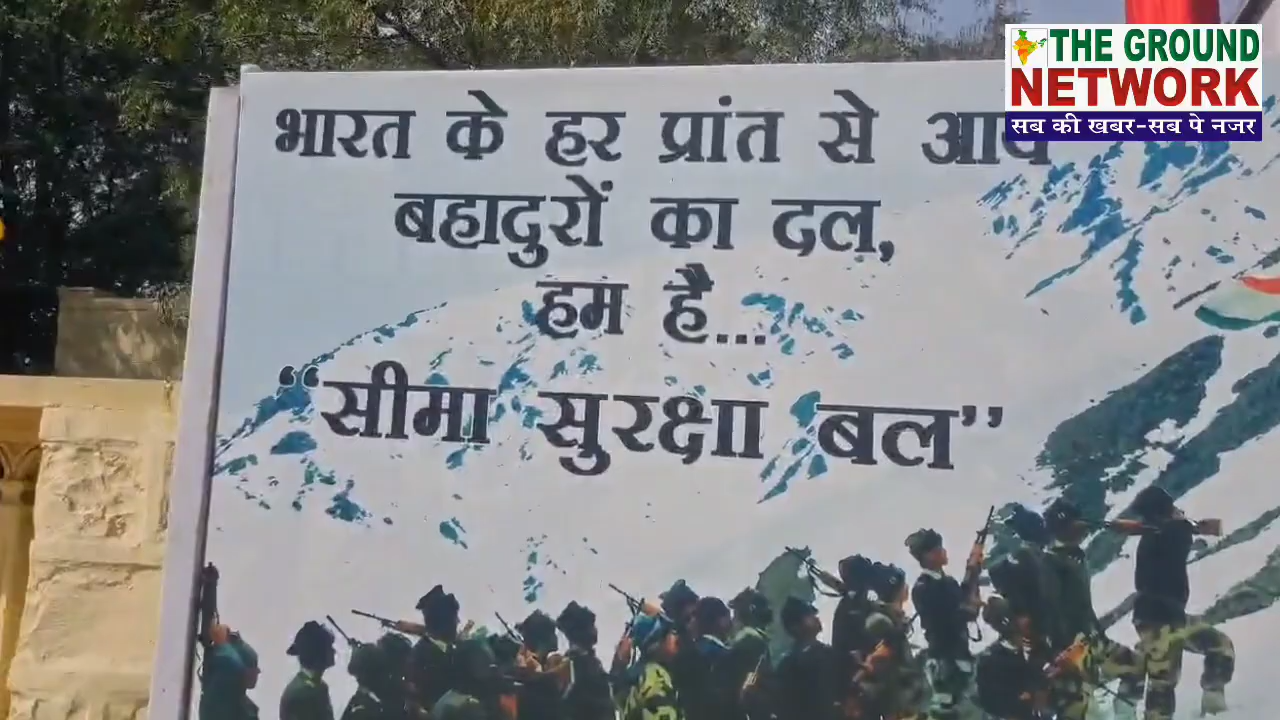 THE GROUND
NETWORK
सब की खबर-सब पे नजर
भारत के हर प्रांत से
बहादुरों का दल,
हम है...
“सीमा सुरक्षा बल”